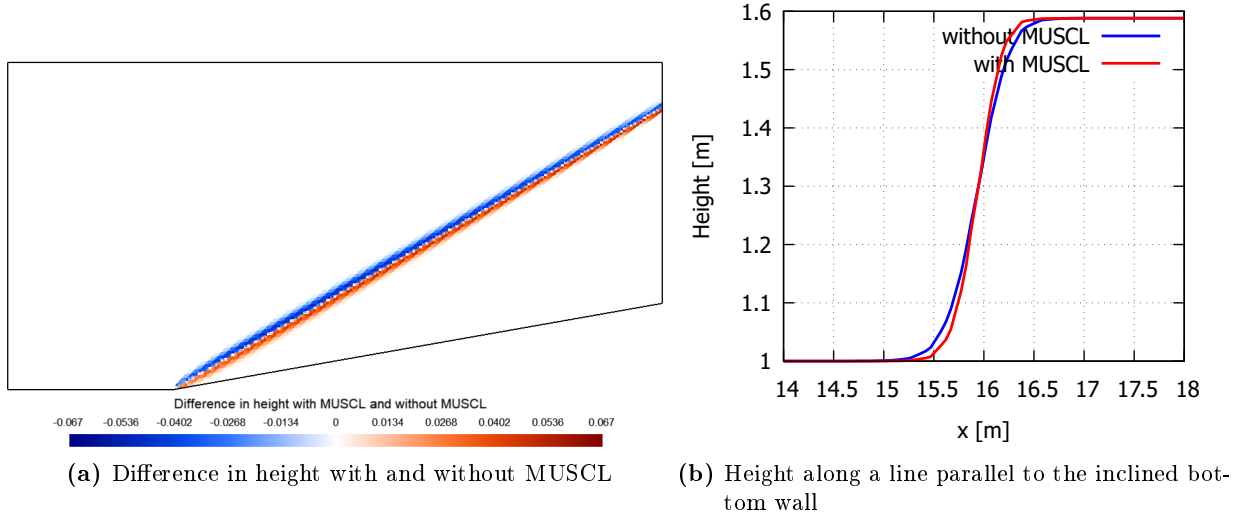 Difference in height with MUSCL and without MUSCL
-0.067 -0.0536 -0.0402 -0.0268 -0.0134 0 0.0134 0.0268 0.0402 0.0536 0.067
(a) Difference in height with and without MUSCL
1.6
without MUSCL
with MUSCL
1.5
1.4
1.3
1.2
1.1
1
Height [m]
14 14.5 15 15.5 16 16.5 17 17.5 18
x [m]
(b) Height along a line parallel to the inclined bot-
tom wall